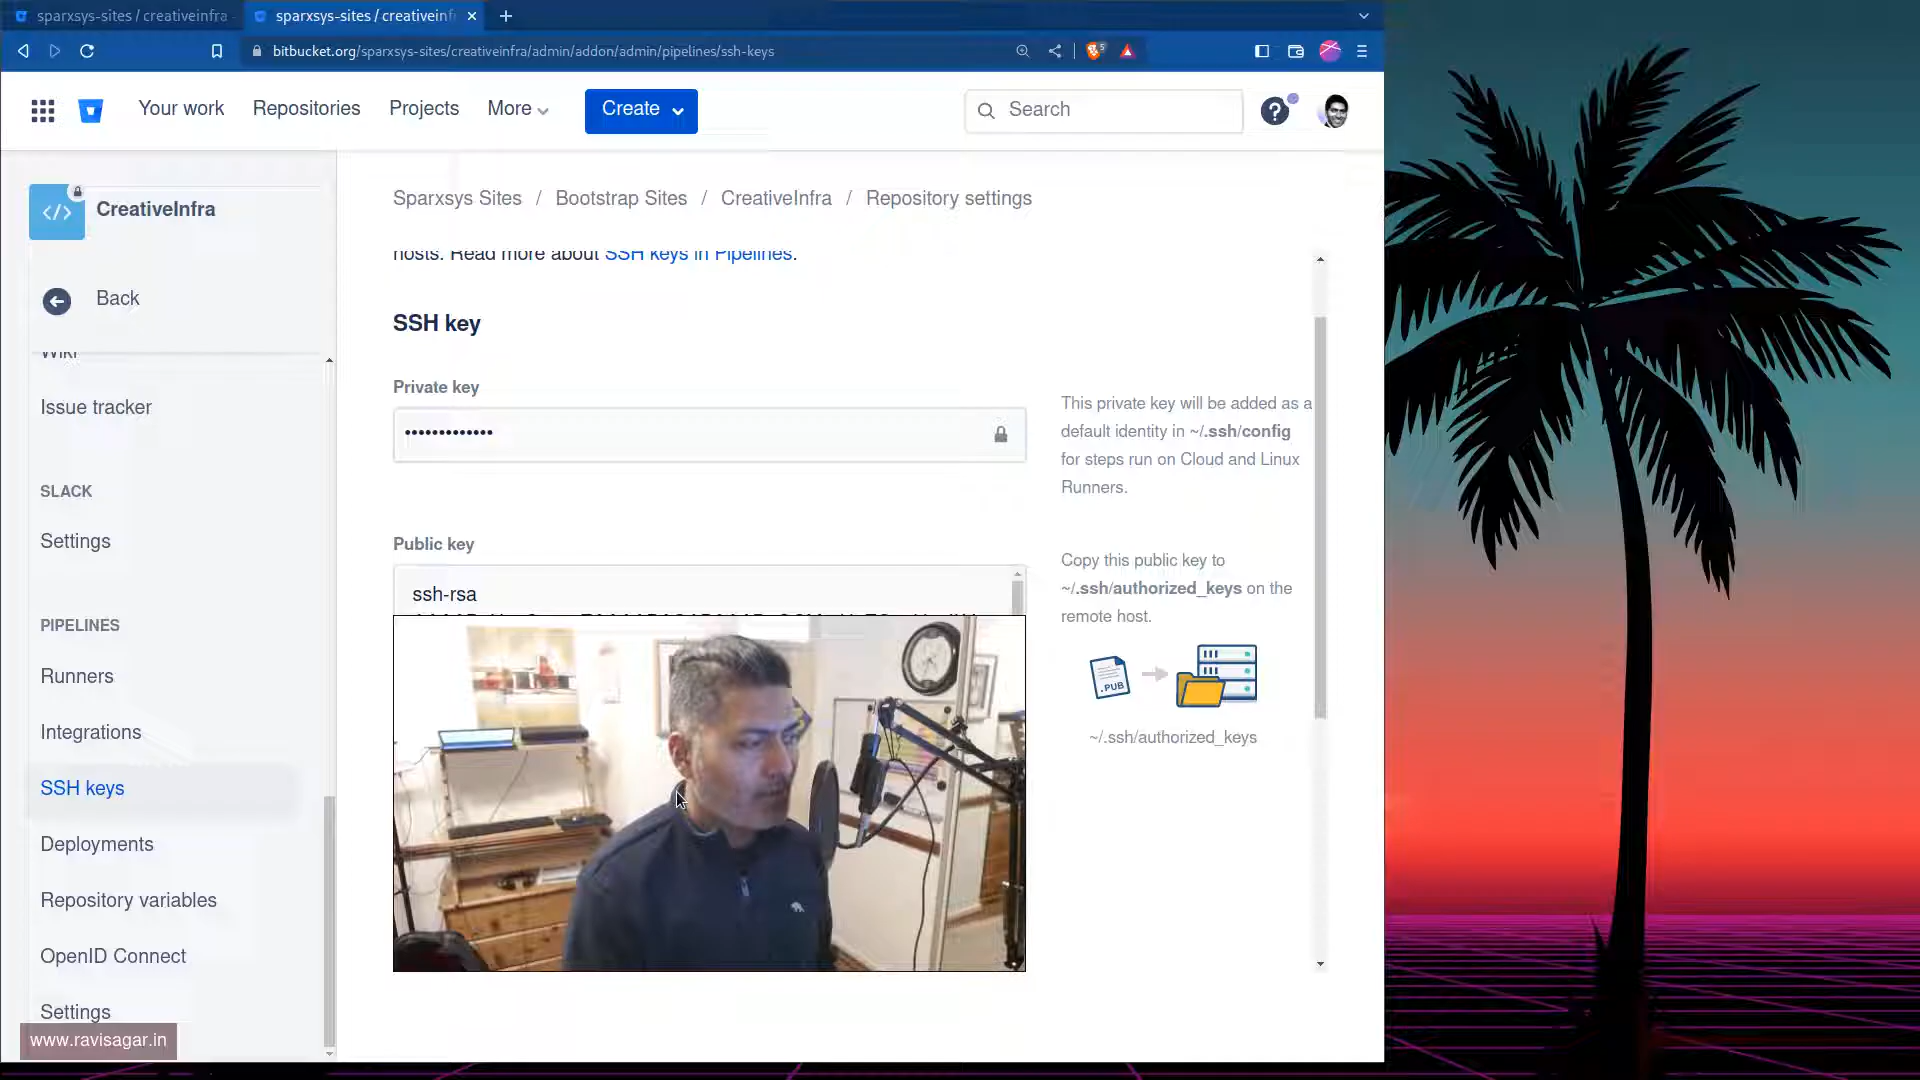 sparxsys-sites / creativeinfra
sparxsys-sites / creativeinf
bitbucket.org/sparxsys-sites/creativeinfra/admin/addon/admin/pipelines/ssh-keys
5
Your work
Repositories
Projects
More
Create
Search
CreativeInfra
Sparxsys Sites / Bootstrap Sites / CreativeInfra / Repository settings
Back
hosts. Read more about SSH keys in Pipelines.
SSH key
Wiki
Issue tracker
SLACK
Settings
PIPELINES
Runners
Integrations
SSH keys
Deployments
Repository variables
OpenID Connect
Settings
www.ravisagar.in
Private key
•••••••••••••
This private key will be added as a
default identity in ~/.ssh/config
for steps run on Cloud and Linux
Runners.
Public key
ssh-rsa
Copy this public key to
~/.ssh/authorized_keys on the
remote host.
.PUB
~/.ssh/authorized_keys